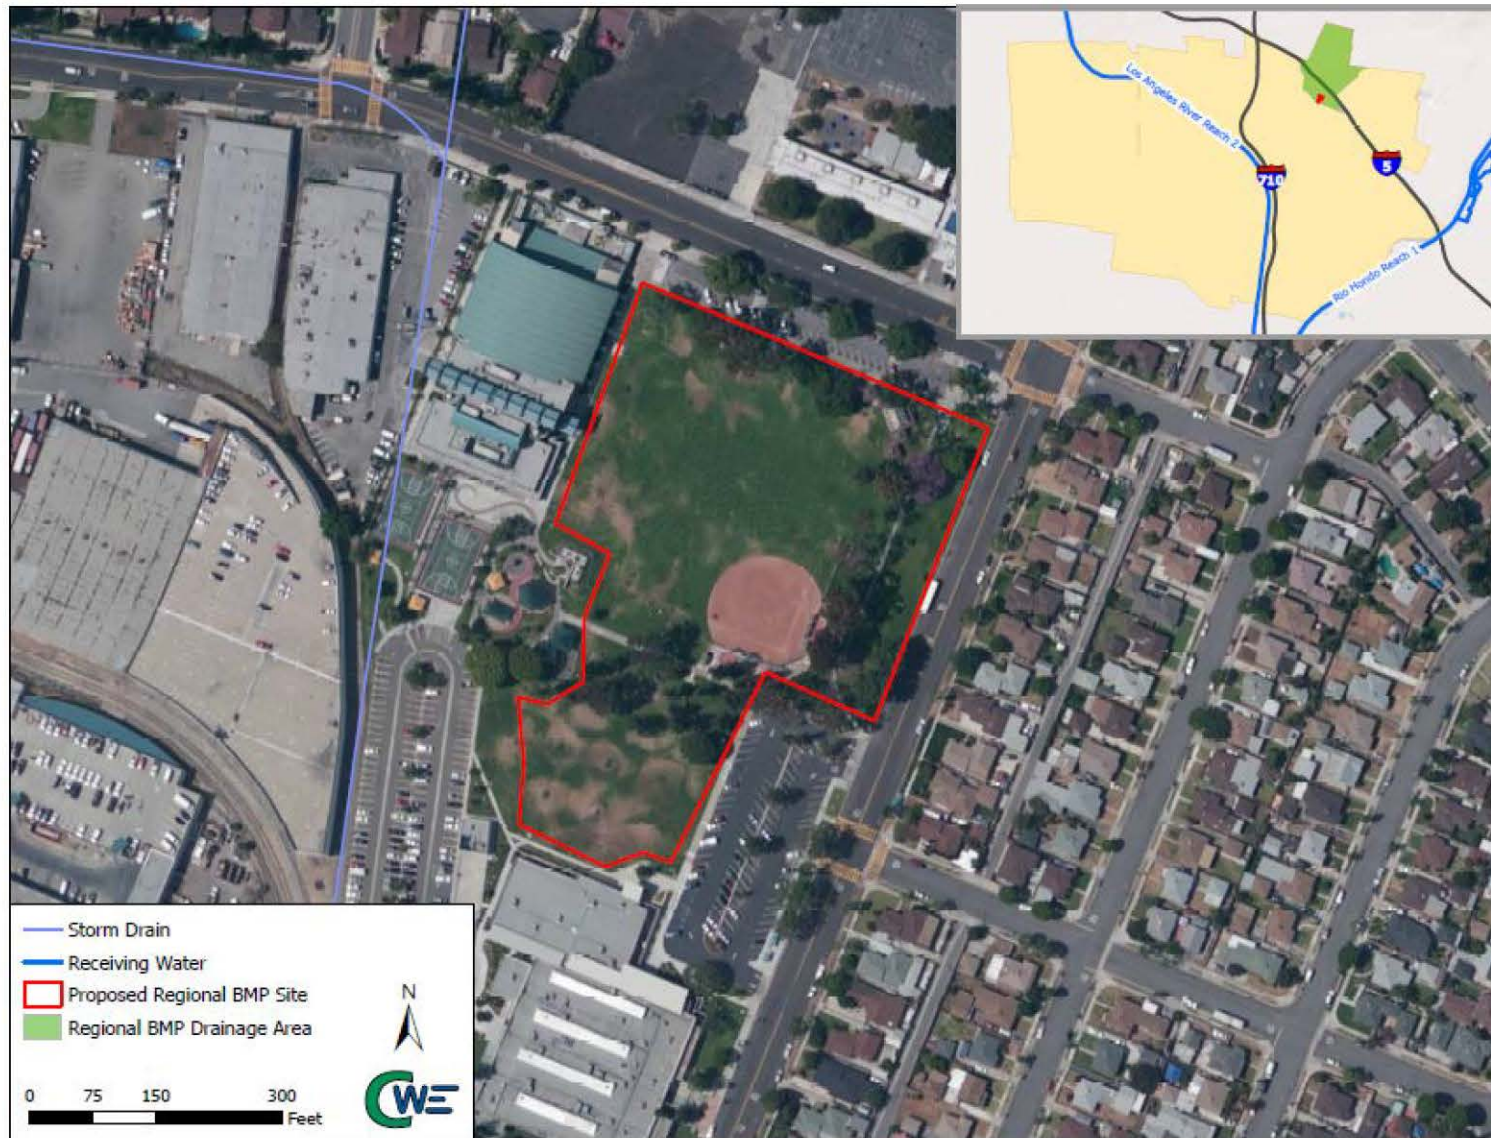 Los Angeles River Reach 2
710
5
Rio Hondo Reach 1
Storm Drain
Receiving Water
Proposed Regional BMP Site
Regional BMP Drainage Area
N
0 75 150 300
Feet
CWE